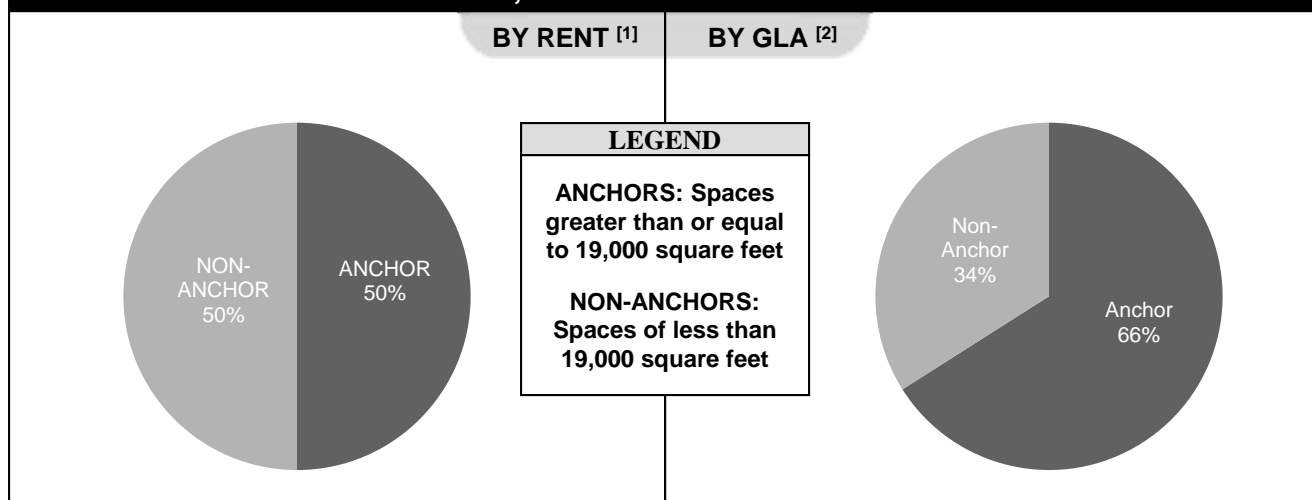 BY RENT [1]
BY GLA [2]
NON-
ANCHOR
50%
ANCHOR
50%
LEGEND
ANCHORS: Spaces
greater than or equal
to 19,000 square feet
NON-ANCHORS:
Spaces of less than
19,000 square feet
Non-
Anchor
34%
Anchor
66%